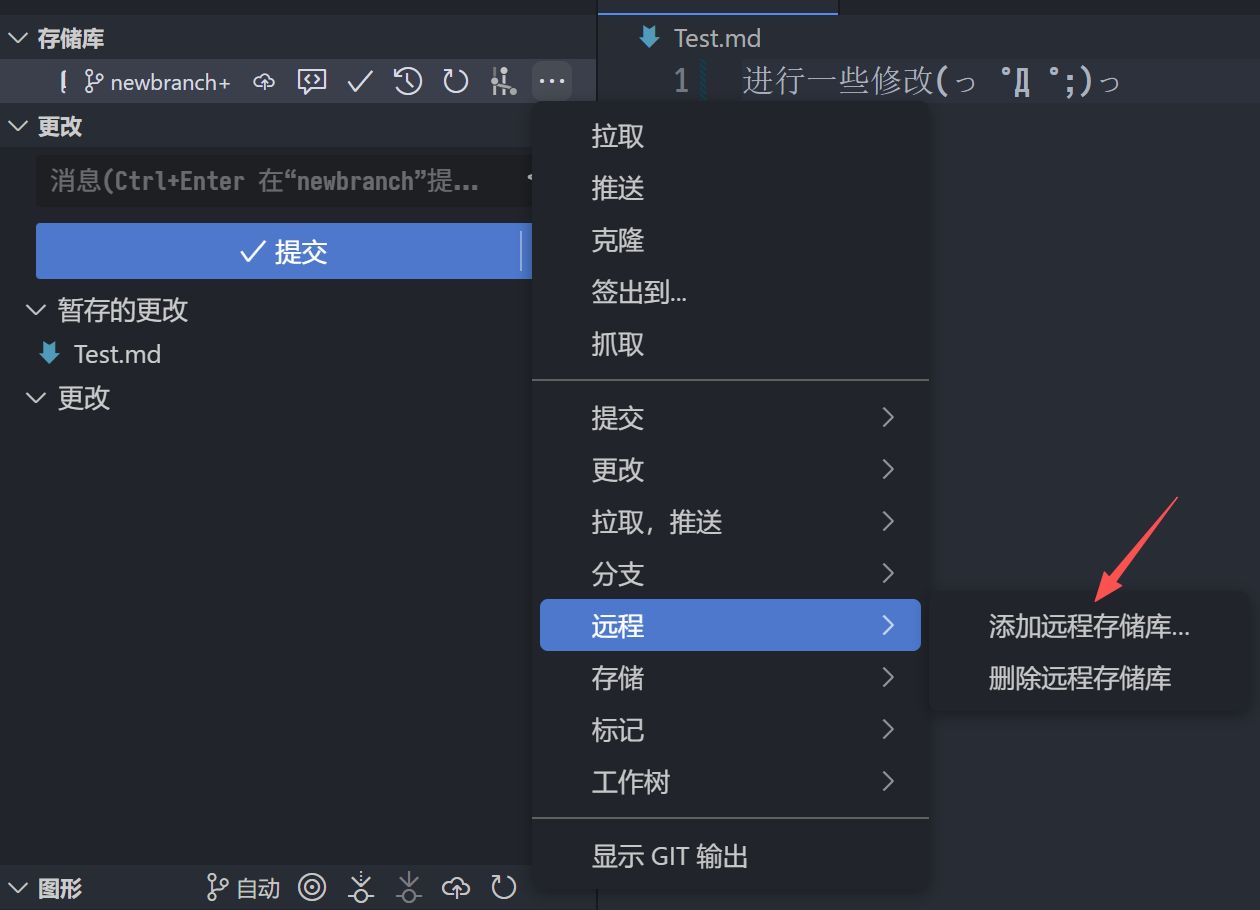 存储库
newbranch+
更改
消息(Ctrl+Enter 在“newbranch”提...
提交
暂存的更改
Test.md
更改
图形
自动
Test.md
1 进行一些修改(っ °Д °;)っ
拉取
推送
克隆
签出到...
抓取
提交
更改
拉取，推送
分支
远程
存储
标记
工作树
显示 GIT 输出
添加远程存储库...
删除远程存储库